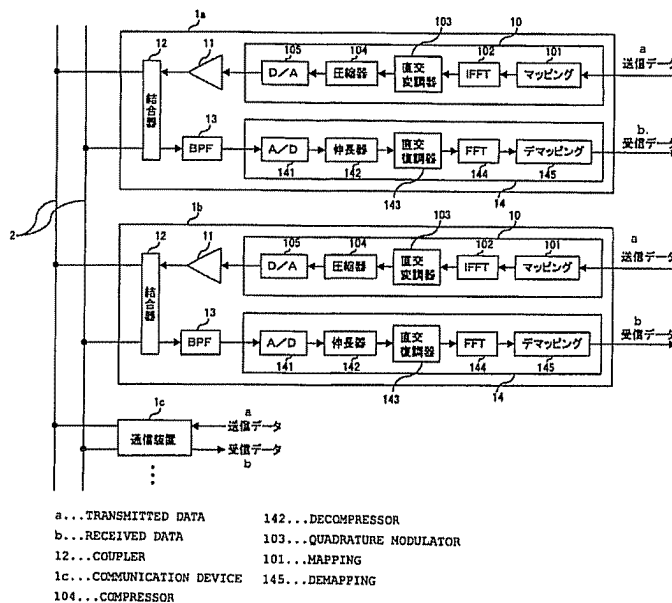 1a
103
10
12
11
105
104
102
101
a
D/A
圧縮器
直交変調器
IFFT
マッピング
送信データ
結合器
13
b.
BPF
A/D
伸長器
直交復調器
FFT
デマッピング
受信データ
141
142
144
145
143
14
2
1b
103
10
12
11
105
104
102
101
a
D/A
圧縮器
直交変調器
IFFT
マッピング
送信データ
結合器
13
b
BPF
A/D
伸長器
直交復調器
FFT
デマッピング
受信データ
141
142
144
145
143
14
1c
a
通信装置
送信データ
受信データ
b
a...TRANSMITTED DATA
b...RECEIVED DATA
12...COUPLER
1c...COMMUNICATION DEVICE
104...COMPRESSOR
142...DECOMPRESSOR
103...QUADRATURE MODULATOR
101...MAPPING
145...DEMAPPING